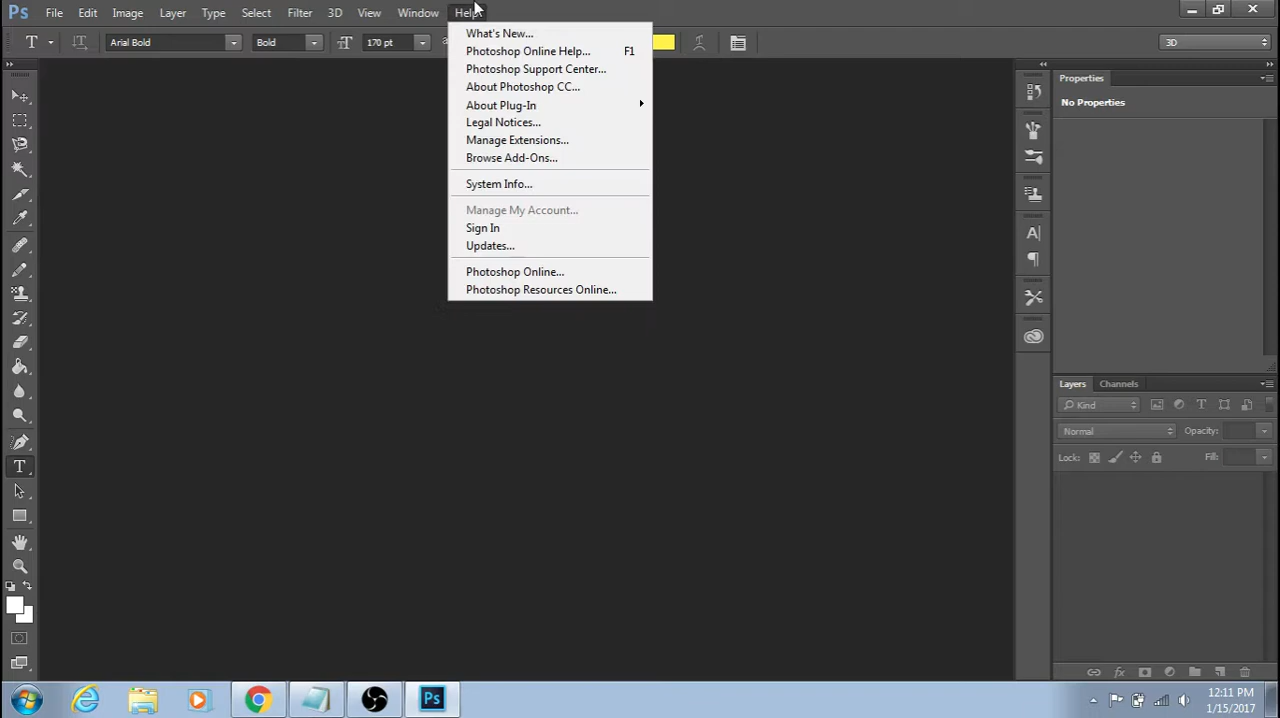 Ps File Edit Image Layer Type Select Filter 3D View Window Help
T Arial Bold Bold 170 pt 3D
What's New...
Photoshop Online Help... F1
Photoshop Support Center...
About Photoshop CC...
About Plug-In
Legal Notices...
Manage Extensions...
Browse Add-Ons...
System Info...
Manage My Account...
Sign In
Updates...
Photoshop Online...
Photoshop Resources Online...
Properties
No Properties
Layers Channels
Kind
Normal Opacity:
Lock: Fill:
Ps
12:11 PM
1/15/2017